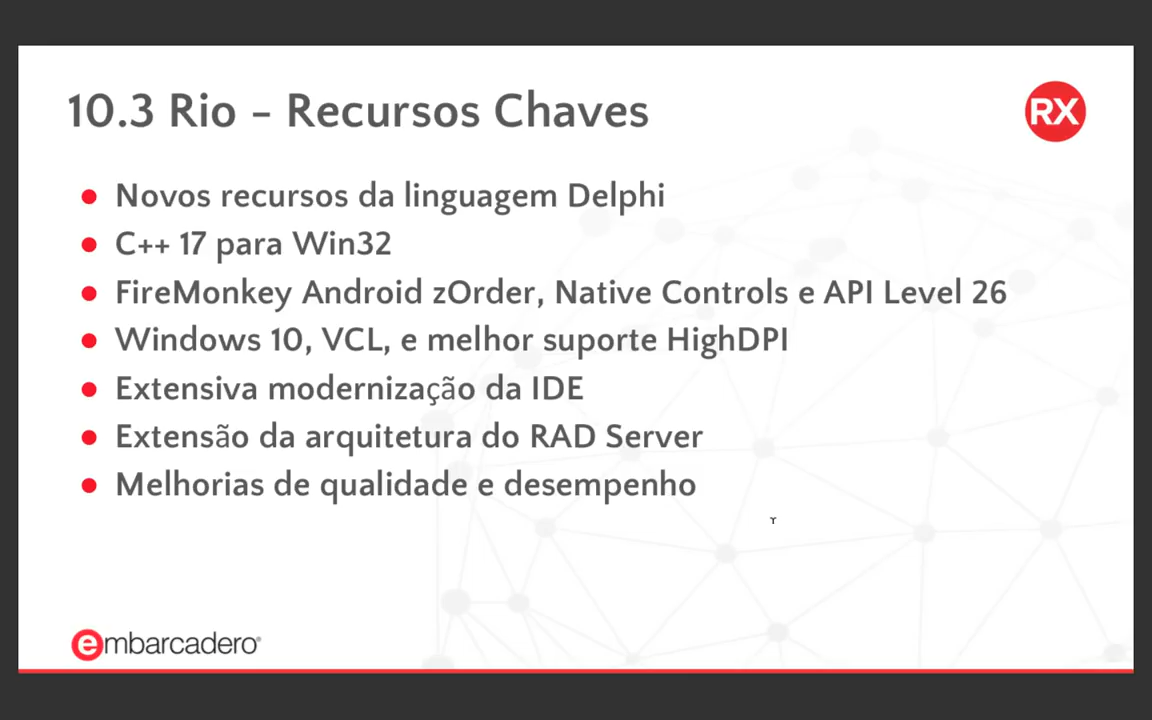 10.3 Rio – Recursos Chaves
RX
Novos recursos da linguagem Delphi
C++ 17 para Win32
FireMonkey Android zOrder, Native Controls e API Level 26
Windows 10, VCL, e melhor suporte HighDPI
Extensiva modernização da IDE
Extensão da arquitetura do RAD Server
Melhorias de qualidade e desempenho
embarcadero®